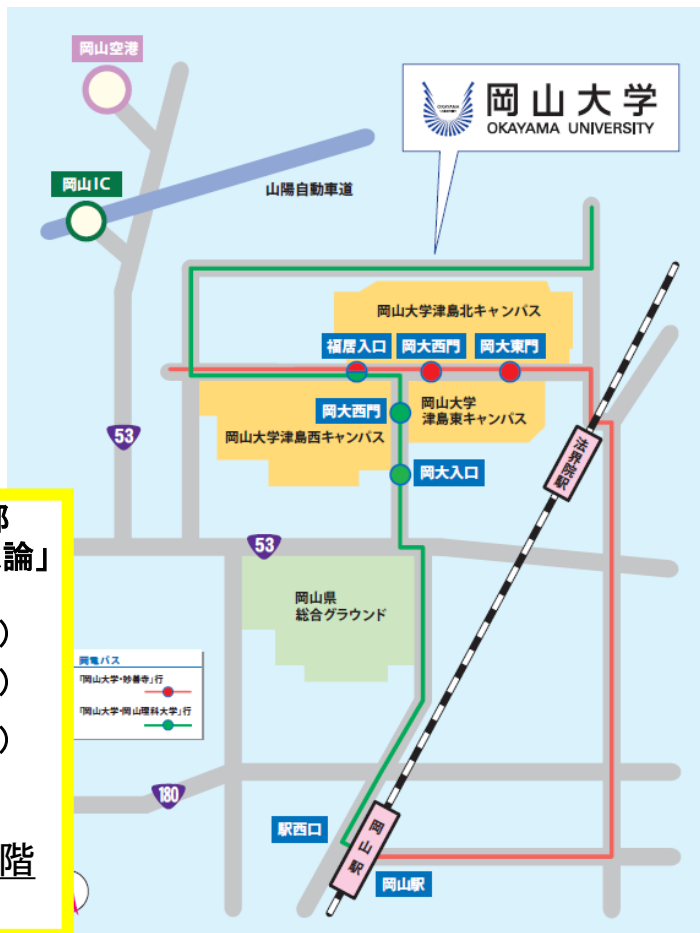 岡山空港
岡山大学
OKAYAMA UNIVERSITY
岡山IC
山陽自動車道
岡山大学津島北キャンパス
福居入口
岡大西門
岡大東門
岡大西門
岡山大学
津島東キャンパス
岡山大学津島西キャンパス
53
法界院駅
岡大入口
53
部
論」
岡山県
総合グラウンド
)
)
)
岡電バス
「岡山大学・妙善寺」行
「岡山大学・岡山理科大学」行
180
駅西口
岡山駅
岡山駅
階